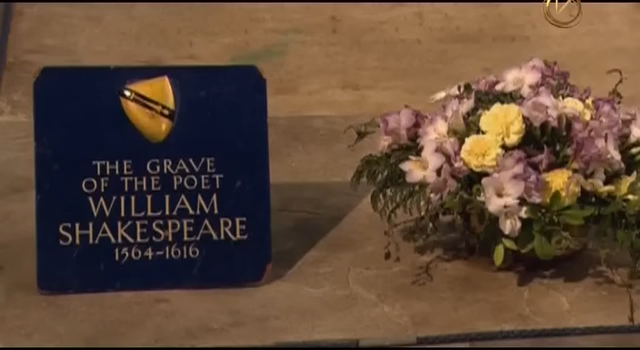 THE GRAVE
OF THE POET
WILLIAM
SHAKESPEARE
1564-1616